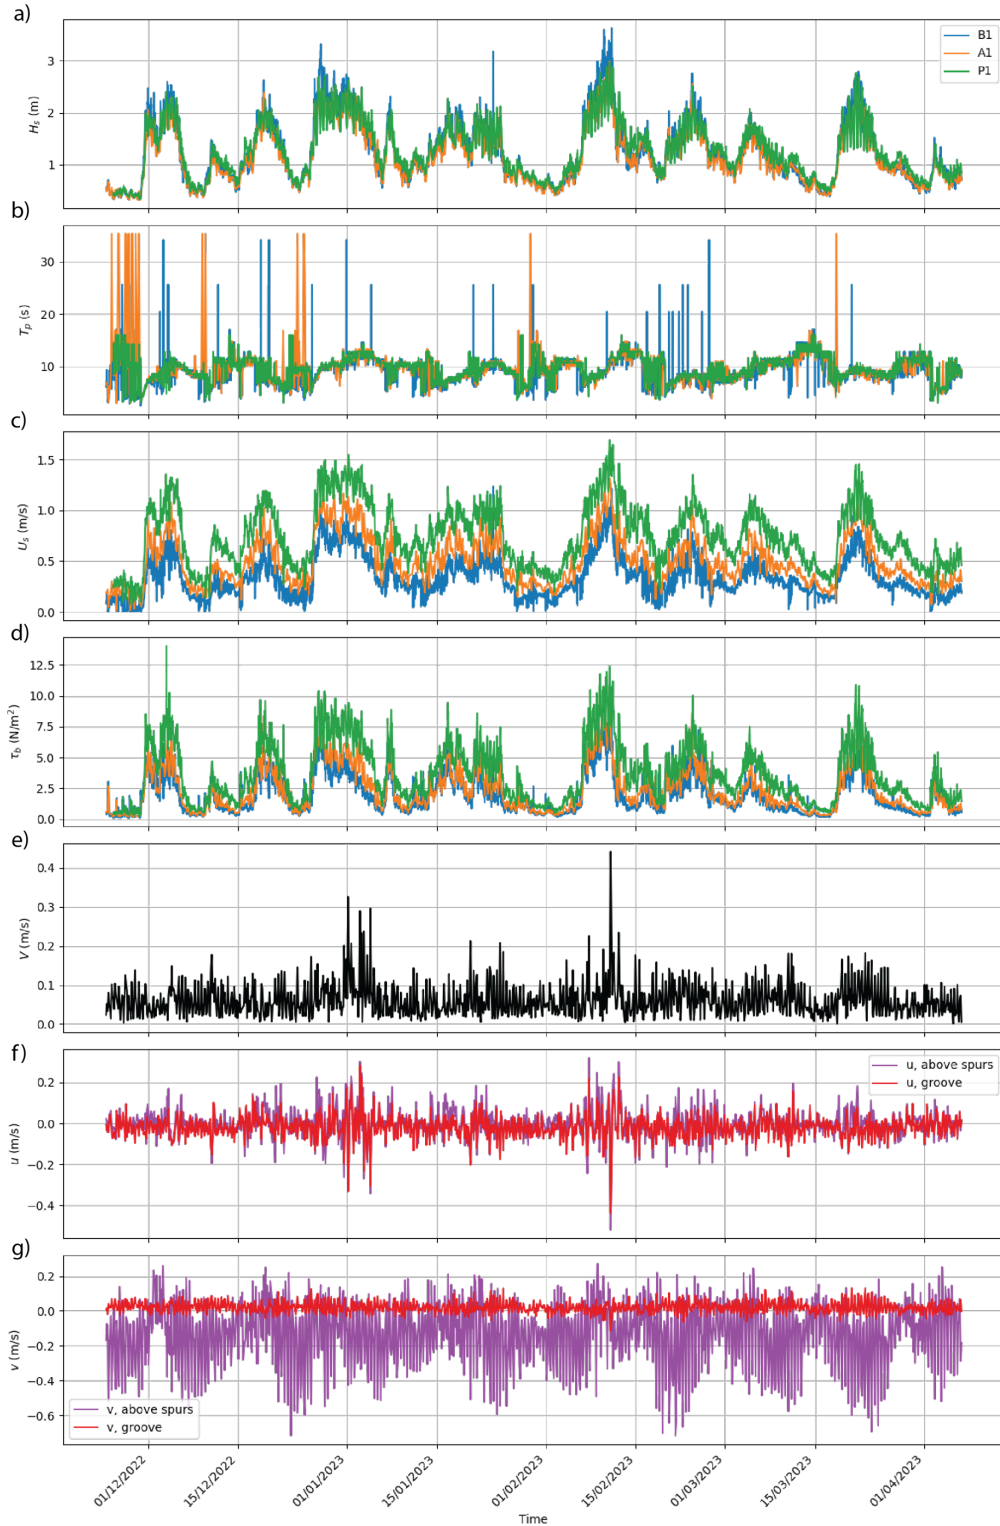 a)
3
2
1
H_s (m)
B1
A1
P1
b)
30
20
10
T_p (s)
c)
1.5
1.0
0.5
0.0
U_s (m/s)
d)
12.5
10.0
7.5
5.0
2.5
0.0
τ_b (N/m²)
e)
0.4
0.3
0.2
0.1
0.0
V (m/s)
f)
0.2
0.0
−0.2
−0.4
u (m/s)
u, above spurs
u, groove
g)
0.2
0.0
−0.2
−0.4
−0.6
v (m/s)
v, above spurs
v, groove
01/12/2022
15/12/2022
01/01/2023
15/01/2023
01/02/2023
15/02/2023
01/03/2023
15/03/2023
01/04/2023
Time